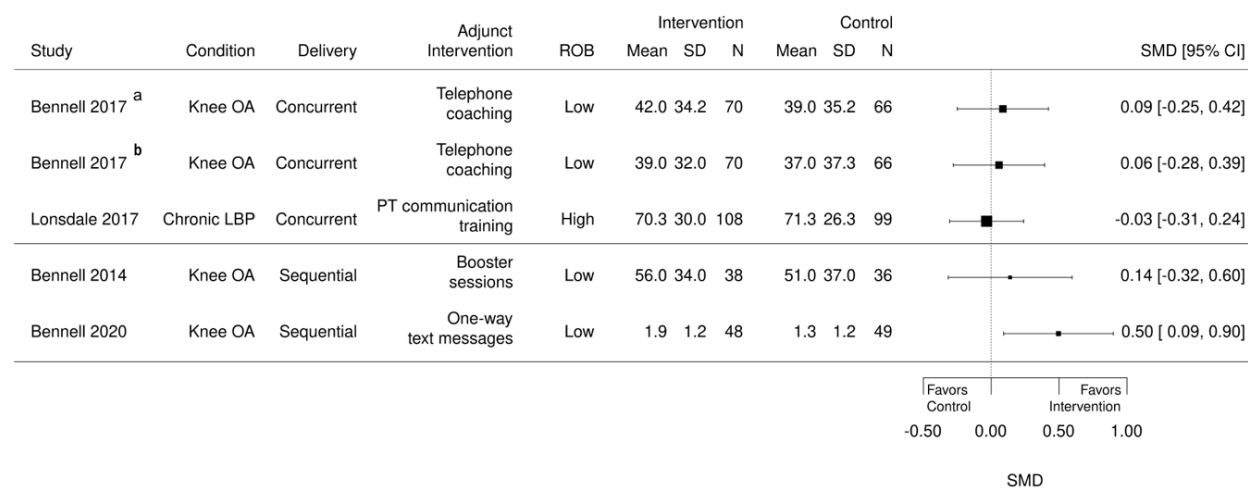 Intervention Control
Adjunct
Study Condition Delivery Intervention ROB Mean SD N Mean SD N SMD [95% CI]
Telephone
Bennell 2017 a Knee OA Concurrent coaching Low 42.0 34.2 70 39.0 35.2 66 0.09 [-0.25, 0.42]
Telephone
Bennell 2017 b Knee OA Concurrent coaching Low 39.0 32.0 70 37.0 37.3 66 0.06 [-0.28, 0.39]
PT communication
Lonsdale 2017 Chronic LBP Concurrent training High 70.3 30.0 108 71.3 26.3 99 -0.03 [-0.31, 0.24]
Booster
Bennell 2014 Knee OA Sequential sessions Low 56.0 34.0 38 51.0 37.0 36 0.14 [-0.32, 0.60]
One-way
Bennell 2020 Knee OA Sequential text messages Low 1.9 1.2 48 1.3 1.2 49 0.50 [ 0.09, 0.90]
Favors Favors
Control Intervention
-0.50 0.00 0.50 1.00
SMD